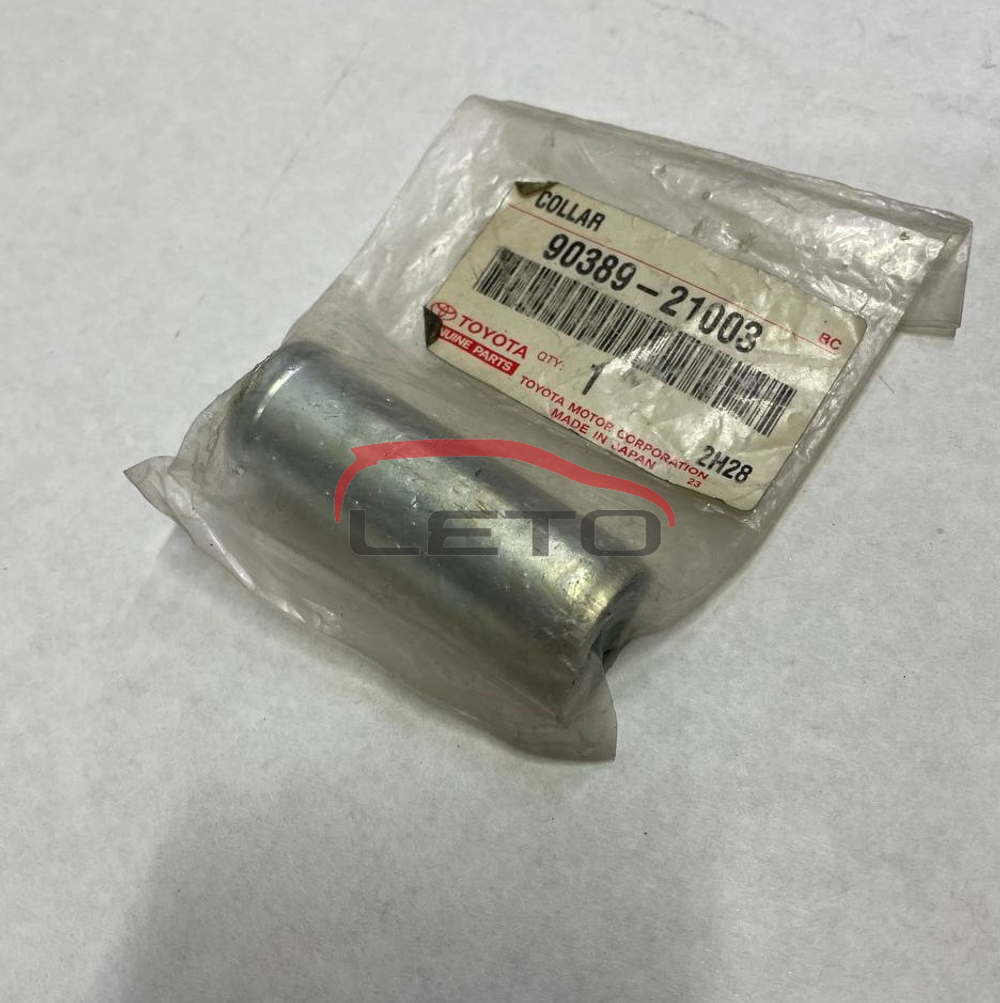 COLLAR
90389-21003
BC
TOYOTA
GENUINE PARTS
QTY: 1
TOYOTA MOTOR CORPORATION
MADE IN JAPAN
23
2H28
LETO